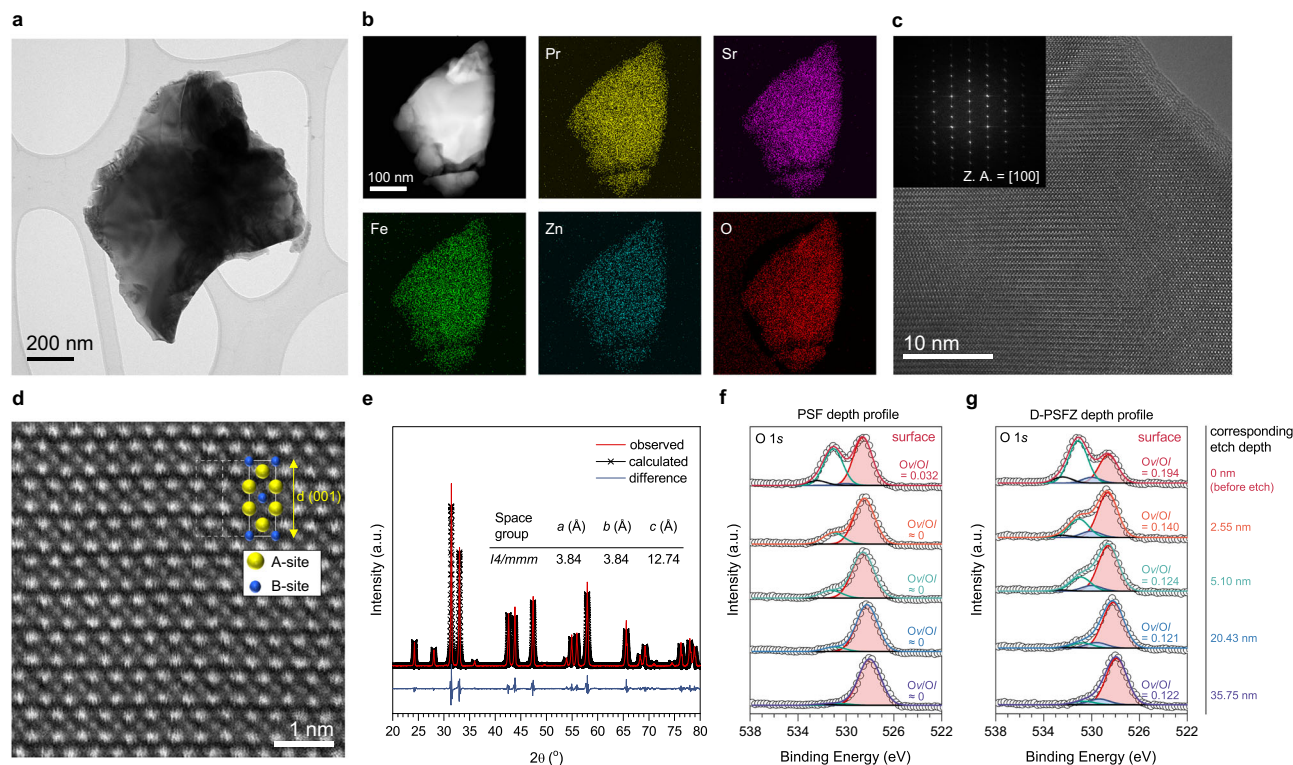 a
200 nm
b
100 nm
Pr
Sr
Fe
Zn
O
c
Z. A. = [100]
10 nm
d
d (001)
A-site
B-site
1 nm
e
observed
calculated
difference
Space group a (Å) b (Å) c (Å)
I4/mmm 3.84 3.84 12.74
Intensity (a.u.)
20 25 30 35 40 45 50 55 60 65 70 75 80
2θ (°)
f
PSF depth profile
O 1s
surface
Ov/Ol
= 0.032
Ov/Ol
≈ 0
Ov/Ol
≈0
Ov/Ol
≈ 0
Ov/Ol
≈0
Intensity (a.u.)
538 534 530 526 522
Binding Energy (eV)
g
D-PSFZ depth profile
O 1s
surface
Ov/Ol
= 0.194
Ov/Ol
= 0.140
Ov/Ol
= 0.124
Ov/Ol
= 0.121
Ov/Ol
= 0.122
Intensity (a.u.)
538 534 530 526 522
Binding Energy (eV)
corresponding
etch depth
0 nm
(before etch)
2.55 nm
5.10 nm
20.43 nm
35.75 nm